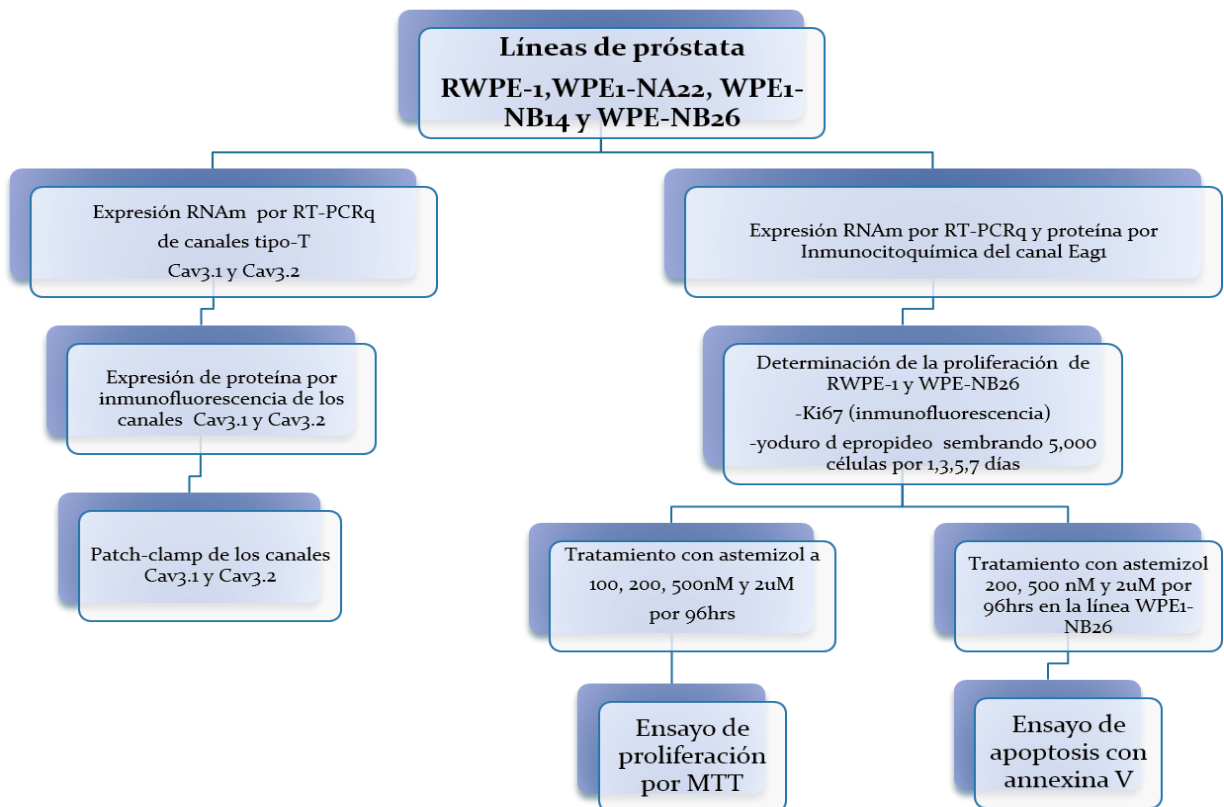 Líneas de próstata
RWPE-1,WPE1-NA22, WPE1-
NB14 y WPE-NB26
Expresión RNAm por RT-PCRq
de canales tipo-T
Cav3.1 y Cav3.2
Expresión de proteína por
inmunofluorescencia de los
canales Cav3.1 y Cav3.2
Patch-clamp de los canales
Cav3.1 y Cav3.2
Expresión RNAm por RT-PCRq y proteína por
Inmunocitoquímica del canal Eag1
Determinación de la proliferación de
RWPE-1 y WPE-NB26
-Ki67 (inmunofluorescencia)
-yoduro d epropideo sembrando 5,000
células por 1,3,5,7 días
Tratamiento con astemizol a
100, 200, 500nM y 2uM
por 96hrs
Ensayo de
proliferación
por MTT
Tratamiento con astemizol
200, 500 nM y 2uM por
96hrs en la línea WPE1-
NB26
Ensayo de
apoptosis con
annexina V